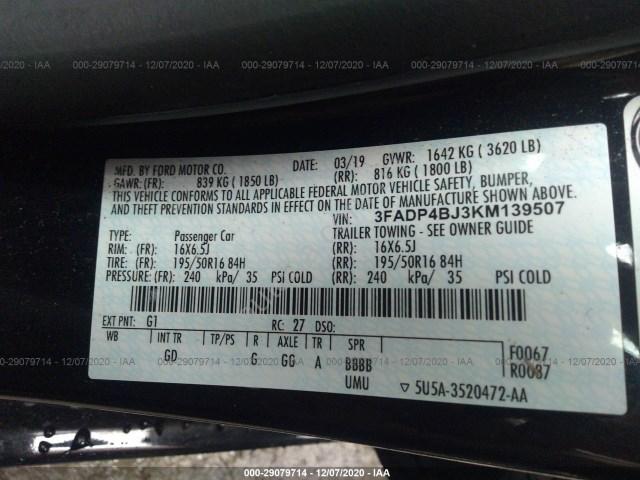 000-29079714 - 12/07/2020 - IAA
MFD. BY FORD MOTOR CO. DATE: 03/19 GVWR: 1642 KG ( 3620 LB)
GAWR: (FR): 839 KG ( 1850 LB) (RR): 816 KG ( 1800 LB)
THIS VEHICLE CONFORMS TO ALL APPLICABLE FEDERAL MOTOR VEHICLE SAFETY, BUMPER,
AND THEFT PREVENTION STANDARDS IN EFFECT ON THE DATE OF MANUFACTURE SHOWN ABOVE.
VIN: 3FADP4BJ3KM139507
TYPE: Passenger Car TRAILER TOWING - SEE OWNER GUIDE
RIM: (FR): 16X6.5J (RR): 16X6.5J
TIRE: (FR): 195/50R16 84H (RR): 195/50R16 84H
PRESSURE: (FR): 240 kPa/ 35 PSI COLD (RR): 240 kPa/ 35 PSI COLD
EXT PNT: G1 RC: 27 DSO:
WB INT TR TP/PS R AXLE TR SPR
GD G GG A BBBB
UMU
F0067
R0087
5U5A-3520472-AA
000-29079714 - 12/07/2020 - IAA